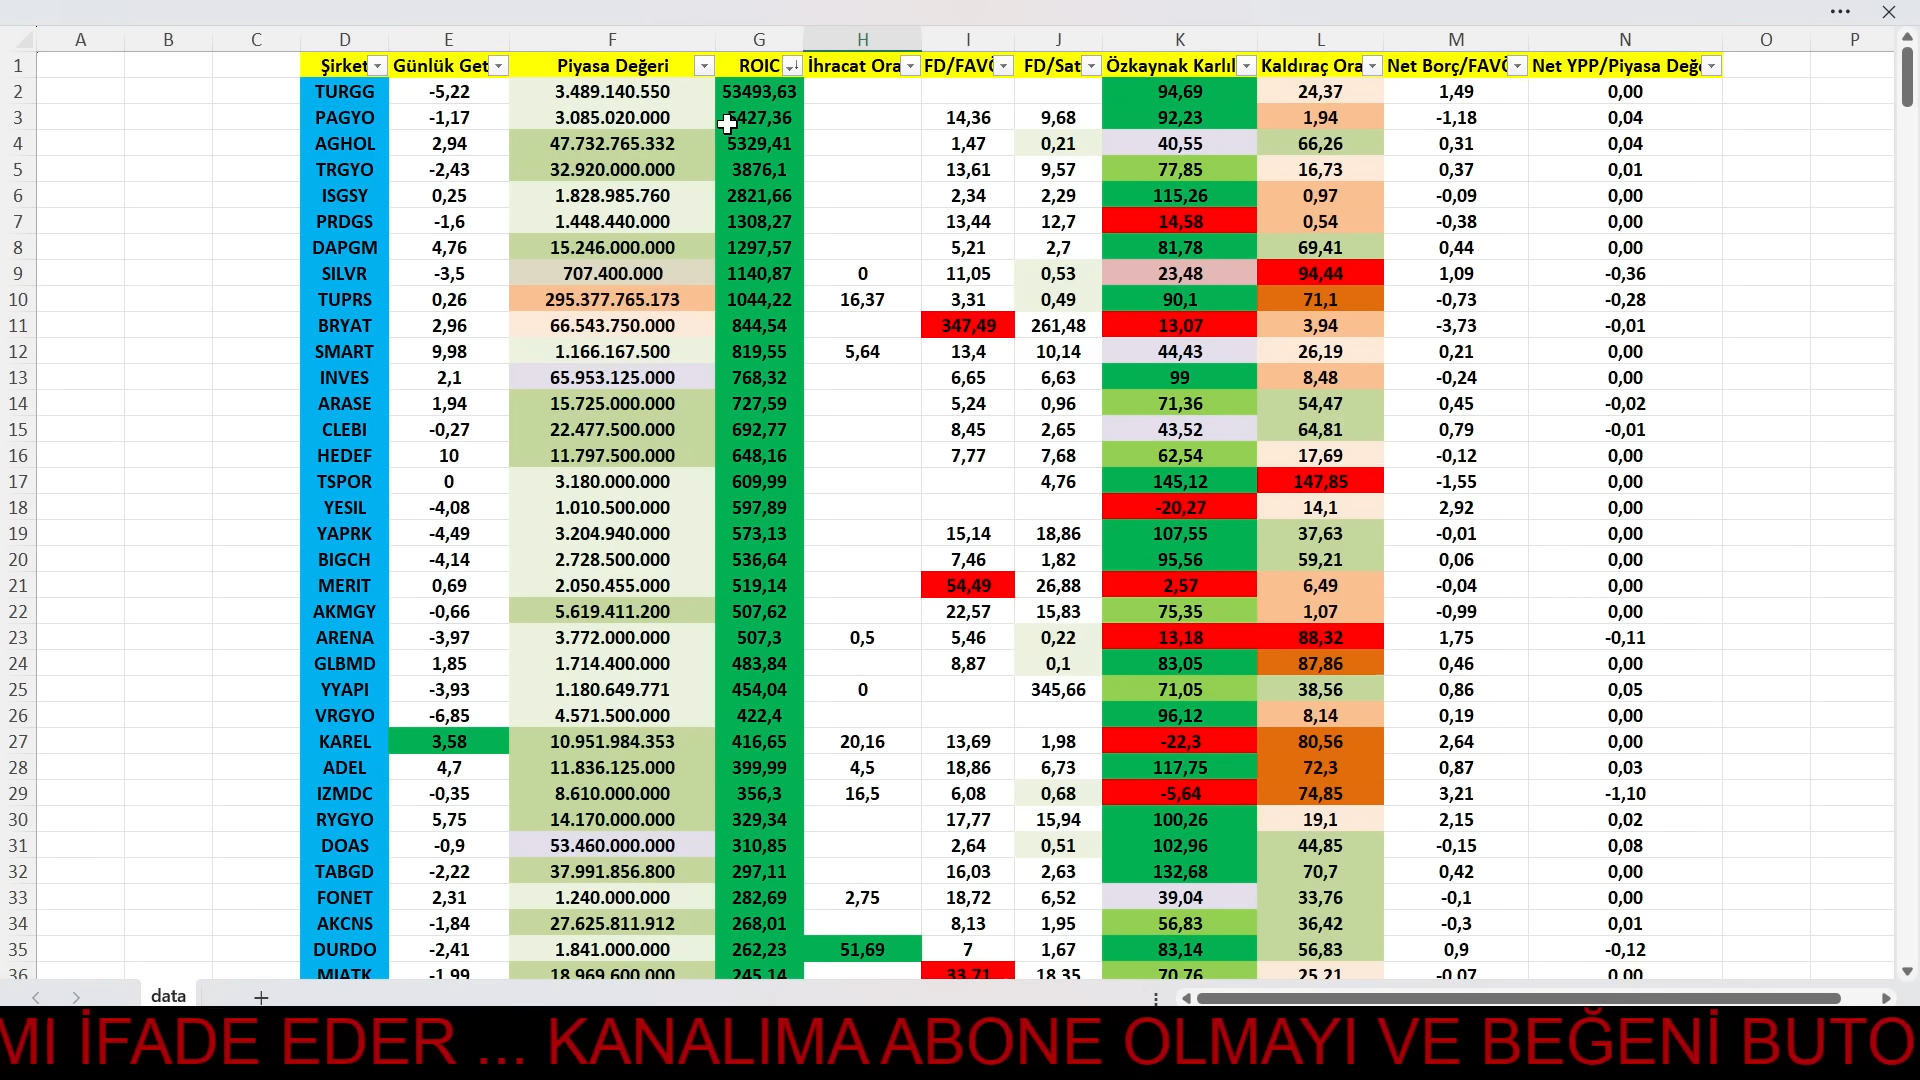 A B C D E F G H I J K L M N O P
1 Şirket Günlük Get Piyasa Değeri ROIC İhracat Ora FD/FAVÖ FD/Sat Özkaynak Karlıl Kaldıraç Ora Net Borç/FAVÖ Net YPP/Piyasa Değe
2 TURGG -5,22 3.489.140.550 53493,63 94,69 24,37 1,49 0,00
3 PAGYO -1,17 3.085.020.000 427,36 14,36 9,68 92,23 1,94 -1,18 0,04
4 AGHOL 2,94 47.732.765.332 5329,41 1,47 0,21 40,55 66,26 0,31 0,04
5 TRGYO -2,43 32.920.000.000 3876,1 13,61 9,57 77,85 16,73 0,37 0,01
6 ISGSY 0,25 1.828.985.760 2821,66 2,34 2,29 115,26 0,97 -0,09 0,00
7 PRDGS -1,6 1.448.440.000 1308,27 13,44 12,7 14,58 0,54 -0,38 0,00
8 DAPGM 4,76 15.246.000.000 1297,57 5,21 2,7 81,78 69,41 0,44 0,00
9 SILVR -3,5 707.400.000 1140,87 0 11,05 0,53 23,48 94,44 1,09 -0,36
10 TUPRS 0,26 295.377.765.173 1044,22 16,37 3,31 0,49 90,1 71,1 -0,73 -0,28
11 BRYAT 2,96 66.543.750.000 844,54 347,49 261,48 13,07 3,94 -3,73 -0,01
12 SMART 9,98 1.166.167.500 819,55 5,64 13,4 10,14 44,43 26,19 0,21 0,00
13 INVES 2,1 65.953.125.000 768,32 6,65 6,63 99 8,48 -0,24 0,00
14 ARASE 1,94 15.725.000.000 727,59 5,24 0,96 71,36 54,47 0,45 -0,02
15 CLEBI -0,27 22.477.500.000 692,77 8,45 2,65 43,52 64,81 0,79 -0,01
16 HEDEF 10 11.797.500.000 648,16 7,77 7,68 62,54 17,69 -0,12 0,00
17 TSPOR 0 3.180.000.000 609,99 4,76 145,12 147,85 -1,55 0,00
18 YESIL -4,08 1.010.500.000 597,89 -20,27 14,1 2,92 0,00
19 YAPRK -4,49 3.204.940.000 573,13 15,14 18,86 107,55 37,63 -0,01 0,00
20 BIGCH -4,14 2.728.500.000 536,64 7,46 1,82 95,56 59,21 0,06 0,00
21 MERIT 0,69 2.050.455.000 519,14 54,49 26,88 2,57 6,49 -0,04 0,00
22 AKMGY -0,66 5.619.411.200 507,62 22,57 15,83 75,35 1,07 -0,99 0,00
23 ARENA -3,97 3.772.000.000 507,3 0,5 5,46 0,22 13,18 88,32 1,75 -0,11
24 GLBMD 1,85 1.714.400.000 483,84 8,87 0,1 83,05 87,86 0,46 0,00
25 YYAPI -3,93 1.180.649.771 454,04 0 345,66 71,05 38,56 0,86 0,05
26 VRGYO -6,85 4.571.500.000 422,4 96,12 8,14 0,19 0,00
27 KAREL 3,58 10.951.984.353 416,65 20,16 13,69 1,98 -22,3 80,56 2,64 0,00
28 ADEL 4,7 11.836.125.000 399,99 4,5 18,86 6,73 117,75 72,3 0,87 0,03
29 IZMDC -0,35 8.610.000.000 356,3 16,5 6,08 0,68 -5,64 74,85 3,21 -1,10
30 RYGYO 5,75 14.170.000.000 329,34 17,77 15,94 100,26 19,1 2,15 0,02
31 DOAS -0,9 53.460.000.000 310,85 2,64 0,51 102,96 44,85 -0,15 0,08
32 TABGD -2,22 37.991.856.800 297,11 16,03 2,63 132,68 70,7 0,42 0,00
33 FONET 2,31 1.240.000.000 282,69 2,75 18,72 6,52 39,04 33,76 -0,1 0,00
34 AKCNS -1,84 27.625.811.912 268,01 8,13 1,95 56,83 36,42 -0,3 0,01
35 DURDO -2,41 1.841.000.000 262,23 51,69 7 1,67 83,14 56,83 0,9 -0,12
36 MIATK -1,99 18.969.600.000 245,14 33,71 18,35 70,76 25,21 -0,07 0,00
data
MI İFADE EDER ... KANALIMA ABONE OLMAYI VE BEĞENİ BUTO